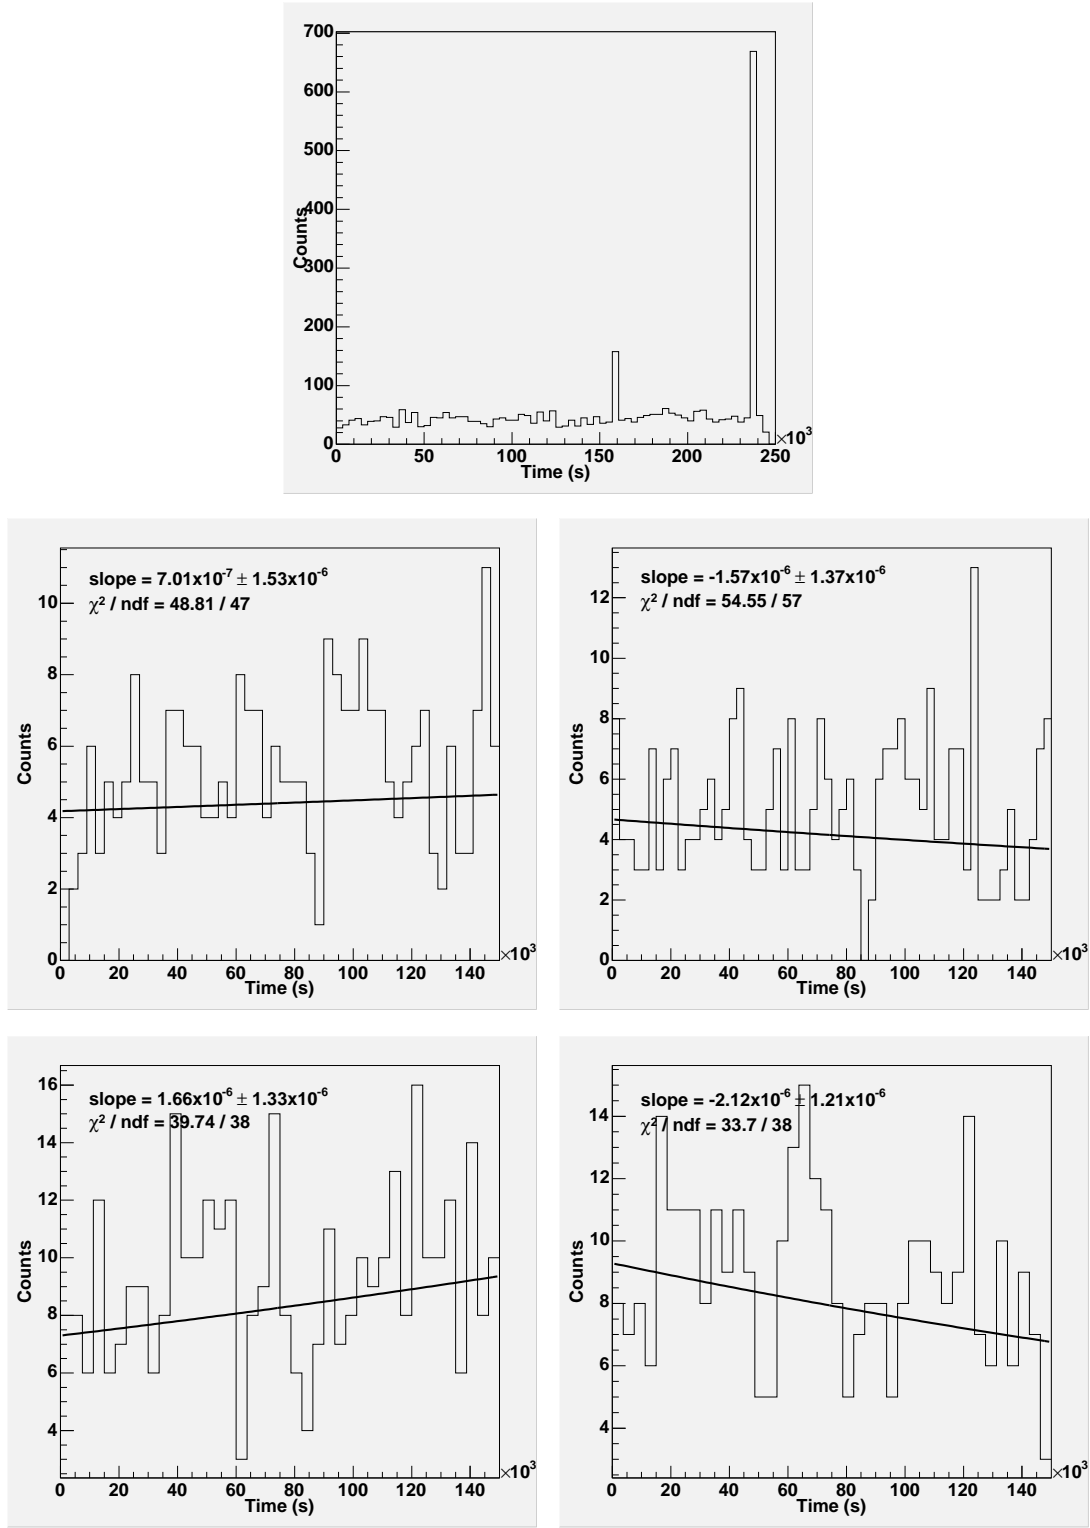 700
600
500
400
300
200
100
0
Counts
0 50 100 150 200 250
×10³
Time (s)
slope = 7.01x10⁻⁷ ± 1.53x10⁻⁶
χ² / ndf = 48.81 / 47
10
8
6
4
2
0
Counts
0 20 40 60 80 100 120 140
×10³
Time (s)
slope = -1.57x10⁻⁶ ± 1.37x10⁻⁶
χ² / ndf = 54.55 / 57
12
10
8
6
4
2
0
Counts
0 20 40 60 80 100 120 140
×10³
Time (s)
slope = 1.66x10⁻⁶ ± 1.33x10⁻⁶
χ² / ndf = 39.74 / 38
16
14
12
10
8
6
4
Counts
0 20 40 60 80 100 120 140
×10³
Time (s)
slope = -2.12x10⁻⁶ ± 1.21x10⁻⁶
χ² / ndf = 33.7 / 38
14
12
10
8
6
4
Counts
0 20 40 60 80 100 120 140
×10³
Time (s)